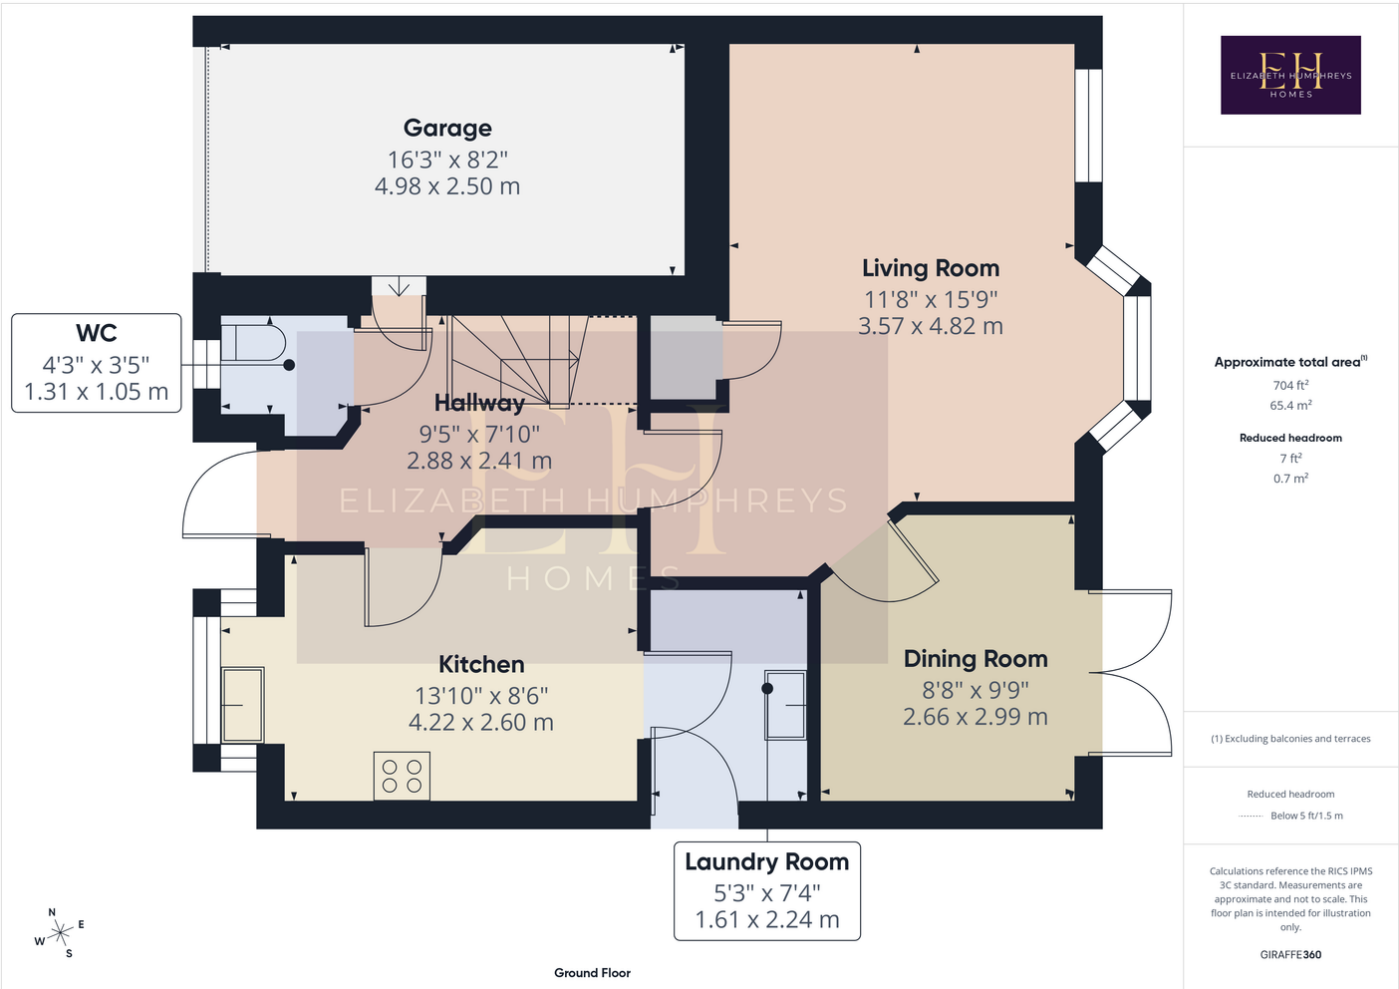 Garage
16'3" x 8'2"
4.98 x 2.50 m
Living Room
11'8" x 15'9"
3.57 x 4.82 m
WC
4'3" x 3'5"
1.31 x 1.05 m
Hallway
9'5" x 7'10"
2.88 x 2.41 m
EH
ELIZABETH HUMPHREYS
HOMES
Kitchen
13'10" x 8'6"
4.22 x 2.60 m
Dining Room
8'8" x 9'9"
2.66 x 2.99 m
Laundry Room
5'3" x 7'4"
1.61 x 2.24 m
N
E
W
S
Ground Floor
EH
ELIZABETH HUMPHREYS
HOMES
Approximate total area(1)
704 ft²
65.4 m²
Reduced headroom
7 ft²
0.7 m²
(1) Excluding balconies and terraces
Reduced headroom
Below 5 ft/1.5 m
Calculations reference the RICS IPMS
3C standard. Measurements are
approximate and not to scale. This
floor plan is intended for illustration
only.
GIRAFFE360